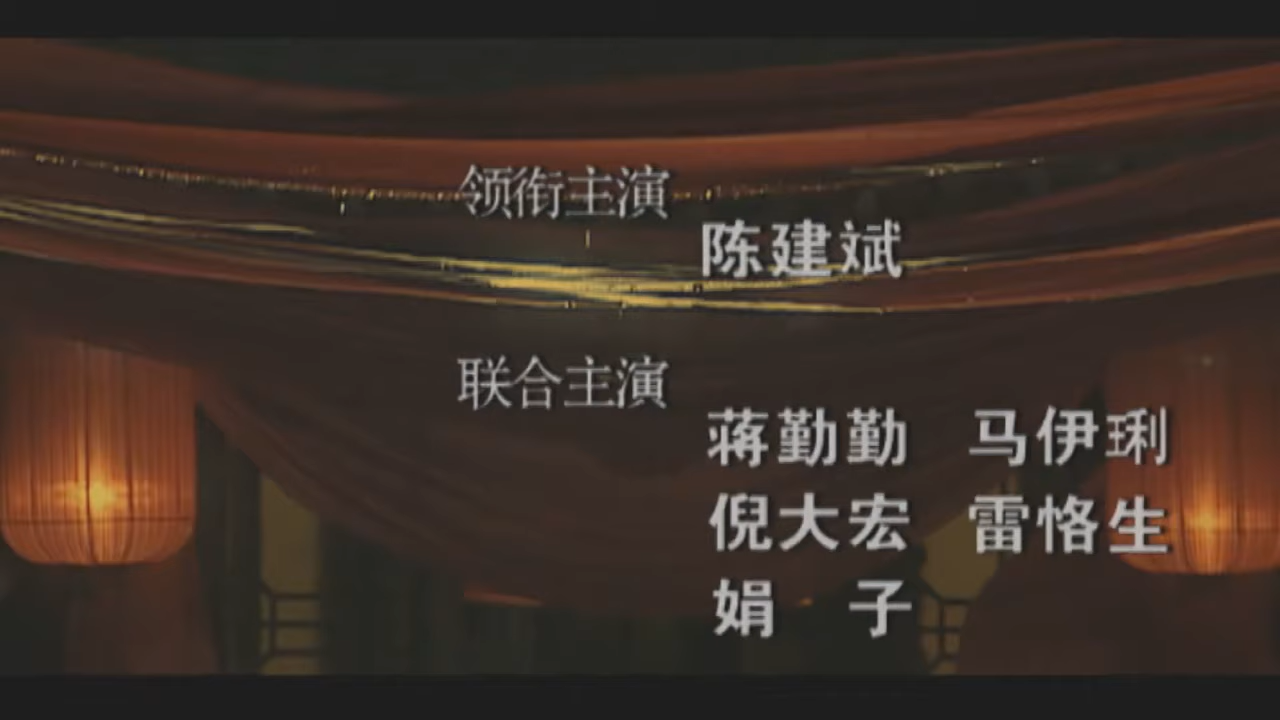 领衔主演
陈建斌
联合主演
蒋勤勤 马伊琍
倪大宏 雷恪生
娟 子